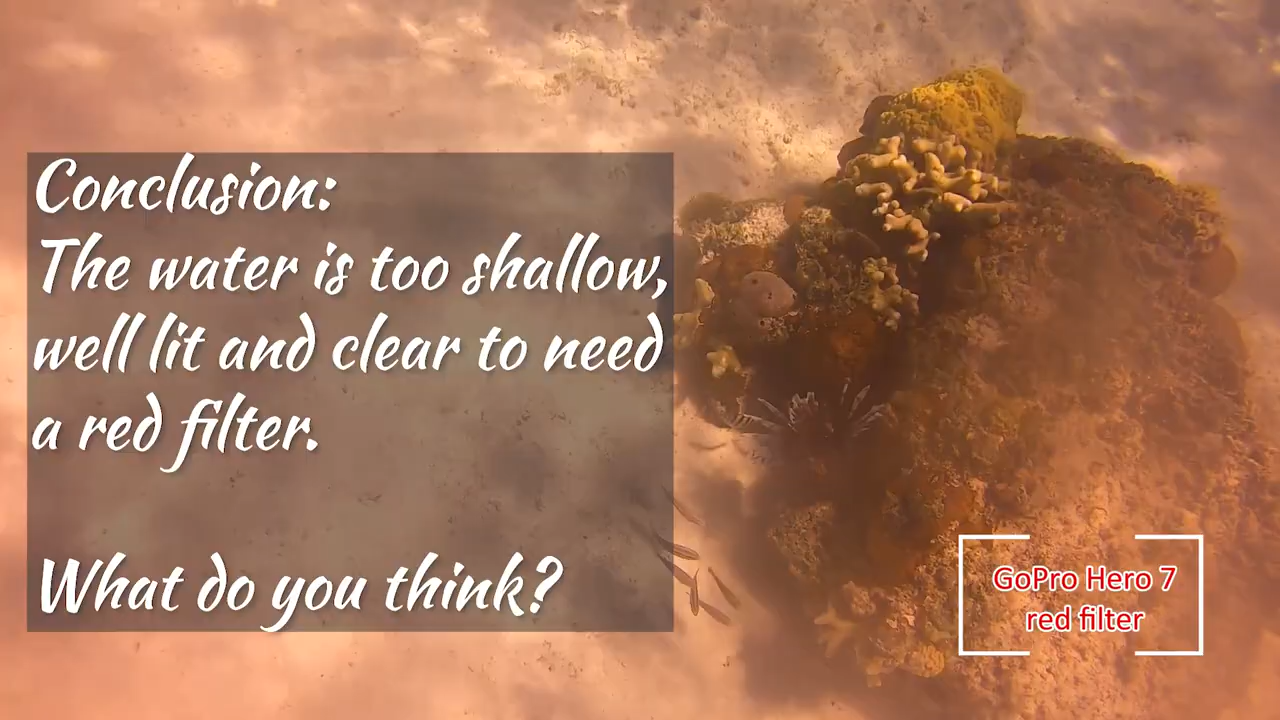 Conclusion:
The water is too shallow,
well lit and clear to need
a red filter.
What do you think?
GoPro Hero 7
red filter